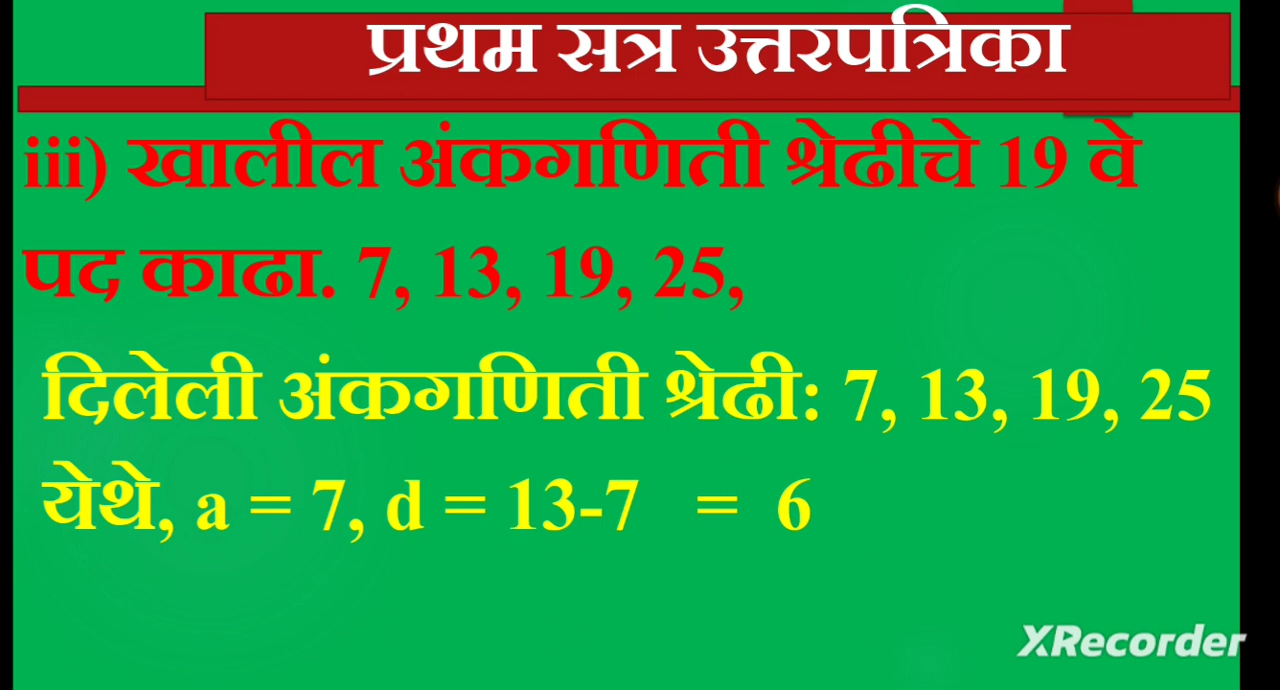 प्रथम सत्र उत्तरपत्रिका
iii) खालील अंकगणिती श्रेढीचे 19 वे
पद काढा. 7, 13, 19, 25,
दिलेली अंकगणिती श्रेढी: 7, 13, 19, 25
येथे, a = 7, d = 13-7 = 6
XRecorder